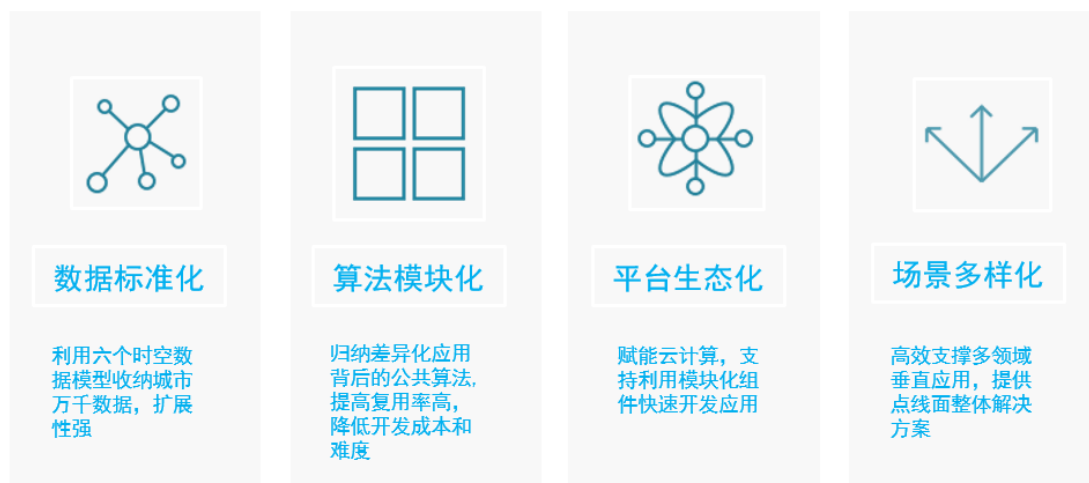 数据标准化
利用六个时空数
据模型收纳城市
万千数据，扩展
性强
算法模块化
归纳差异化应用
背后的公共算法,
提高复用率高，
降低开发成本和
难度
平台生态化
赋能云计算，支
持利用模块化组
件快速开发应用
场景多样化
高效支撑多领域
垂直应用，提供
点线面整体解决
方案